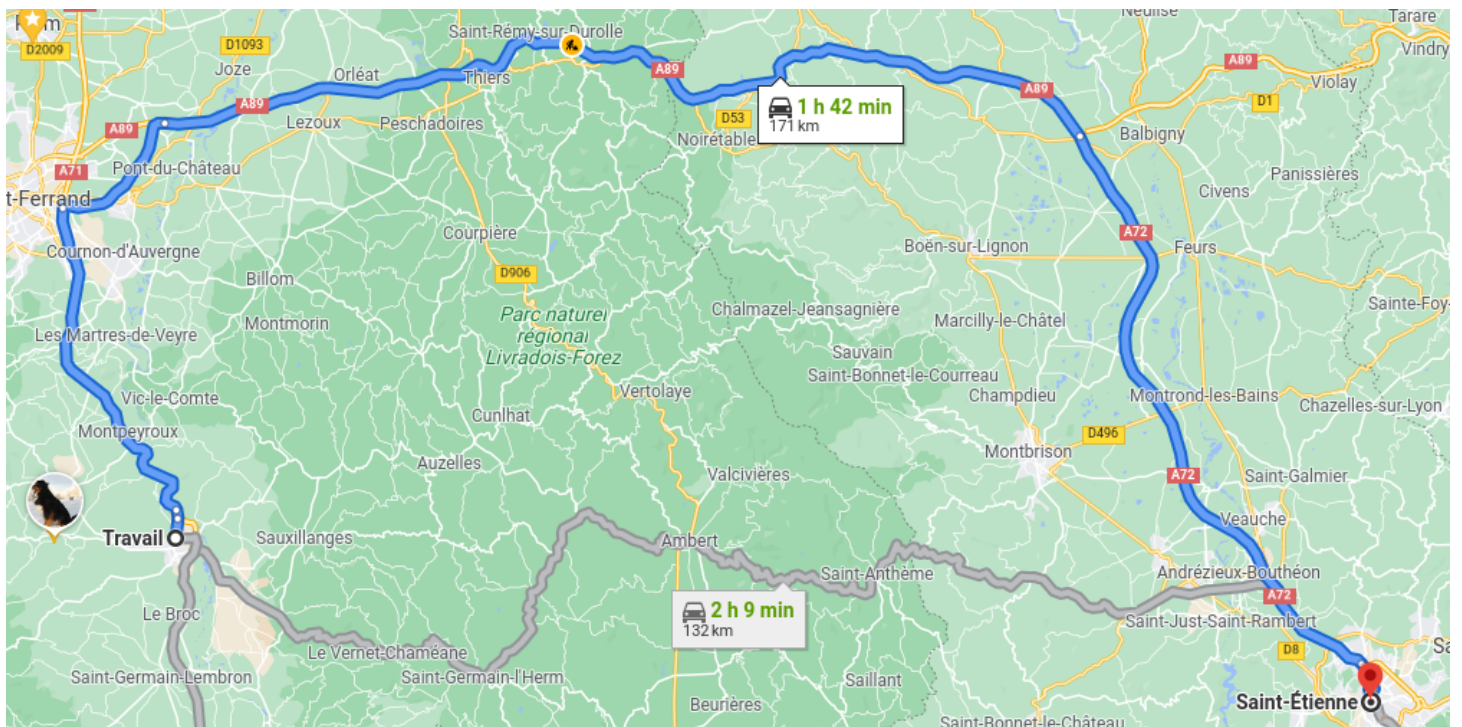 Neulise
Tarare
D2009
D1093
Saint-Rémy-sur-Durolle
Vindry
Joze
Orléat
Thiers
A89
A89
Violay
A89
A89
D1
1 h 42 min
171 km
Lezoux
Peschadoires
D53
A89
Noirétable
Balbigny
A71
Pont-du-Château
Panissières
t-Ferrand
Civens
Courpière
A72
Cournon-d'Auvergne
Boën-sur-Lignon
Feurs
Billom
D906
Sainte-Foy-
Chalmazel-Jeansagnière
Parc naturel
régional
Livradois-Forez
Montmorin
Marcilly-le-Châtel
Les Martres-de-Veyre
Sauvain
Saint-Bonnet-le-Courreau
Vertolaye
Champdieu
Montrond-les-Bains
Vic-le-Comte
Chazelles-sur-Lyon
Cunlhat
Montpeyroux
D496
Montbrison
Auzelles
Valcivières
A72
Saint-Galmier
Veauche
Travail
Sauxillanges
Ambert
Saint-Anthème
Andrézieux-Bouthéon
2 h 9 min
132 km
A72
Le Broc
Saint-Just-Saint-Rambert
Le Vernet-Chaméane
D8
Saint-Germain-Lembron
Saint-Germain-l'Herm
Saillant
Beurières
Saint-Étienne
Saint-Bonnet-le-Château